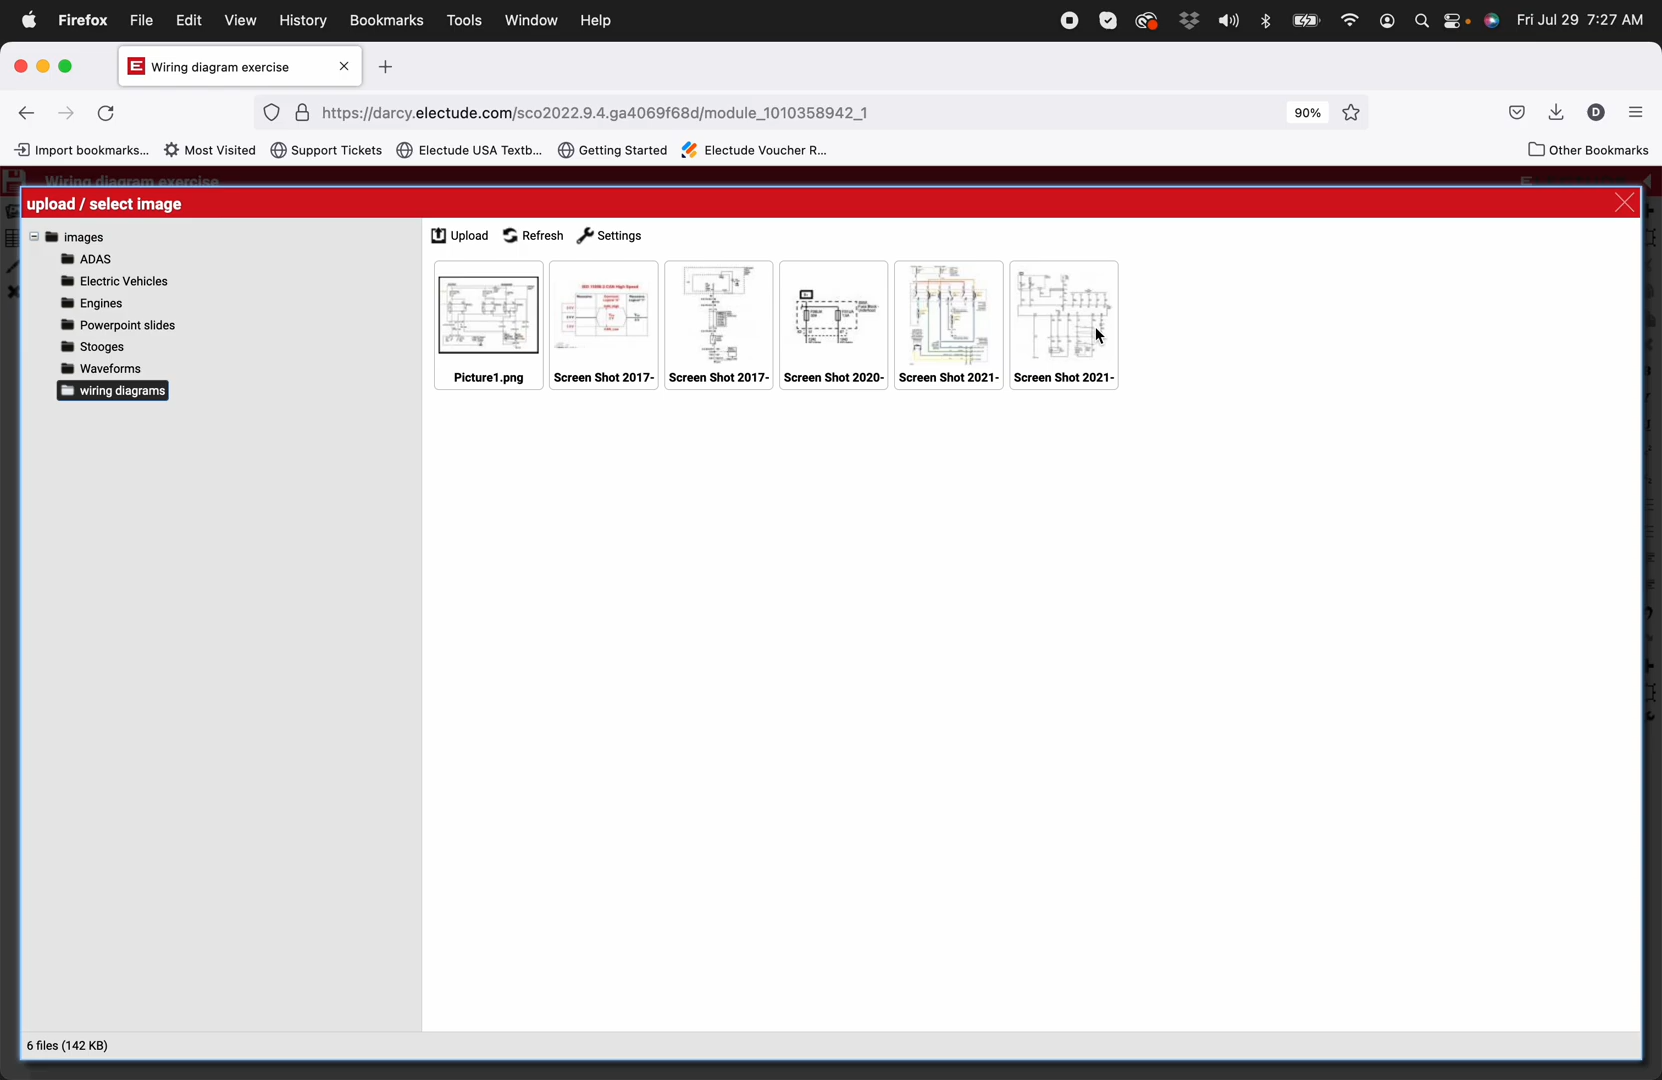 Firefox File Edit View History Bookmarks Tools Window Help Fri Jul 29 7:27 AM
Wiring diagram exercise
https://darcy.electude.com/sco2022.9.4.ga4069f68d/module_1010358942_1 90% D
Import bookmarks... Most Visited Support Tickets Electude USA Textb... Getting Started Electude Voucher R... Other Bookmarks
Wiring diagram exercise
upload / select image
images
ADAS
Electric Vehicles
Engines
Powerpoint slides
Stooges
Waveforms
wiring diagrams
Upload Refresh Settings
Picture1.png Screen Shot 2017- Screen Shot 2017- Screen Shot 2020- Screen Shot 2021- Screen Shot 2021-
6 files (142 KB)